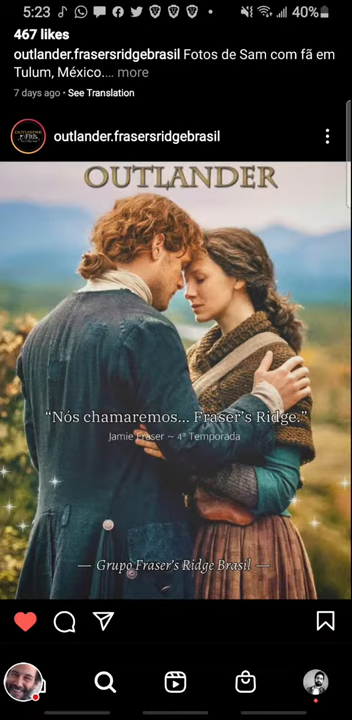 5:23
40%
467 likes
outlander.frasersridgebrasil Fotos de Sam com fã em
Tulum, México.... more
7 days ago • See Translation
outlander.frasersridgebrasil
OUTLANDER
“Nós chamaremos... Fraser's Ridge.”
Jamie Fraser ~ 4ª Temporada
— Grupo Fraser's Ridge Brasil —